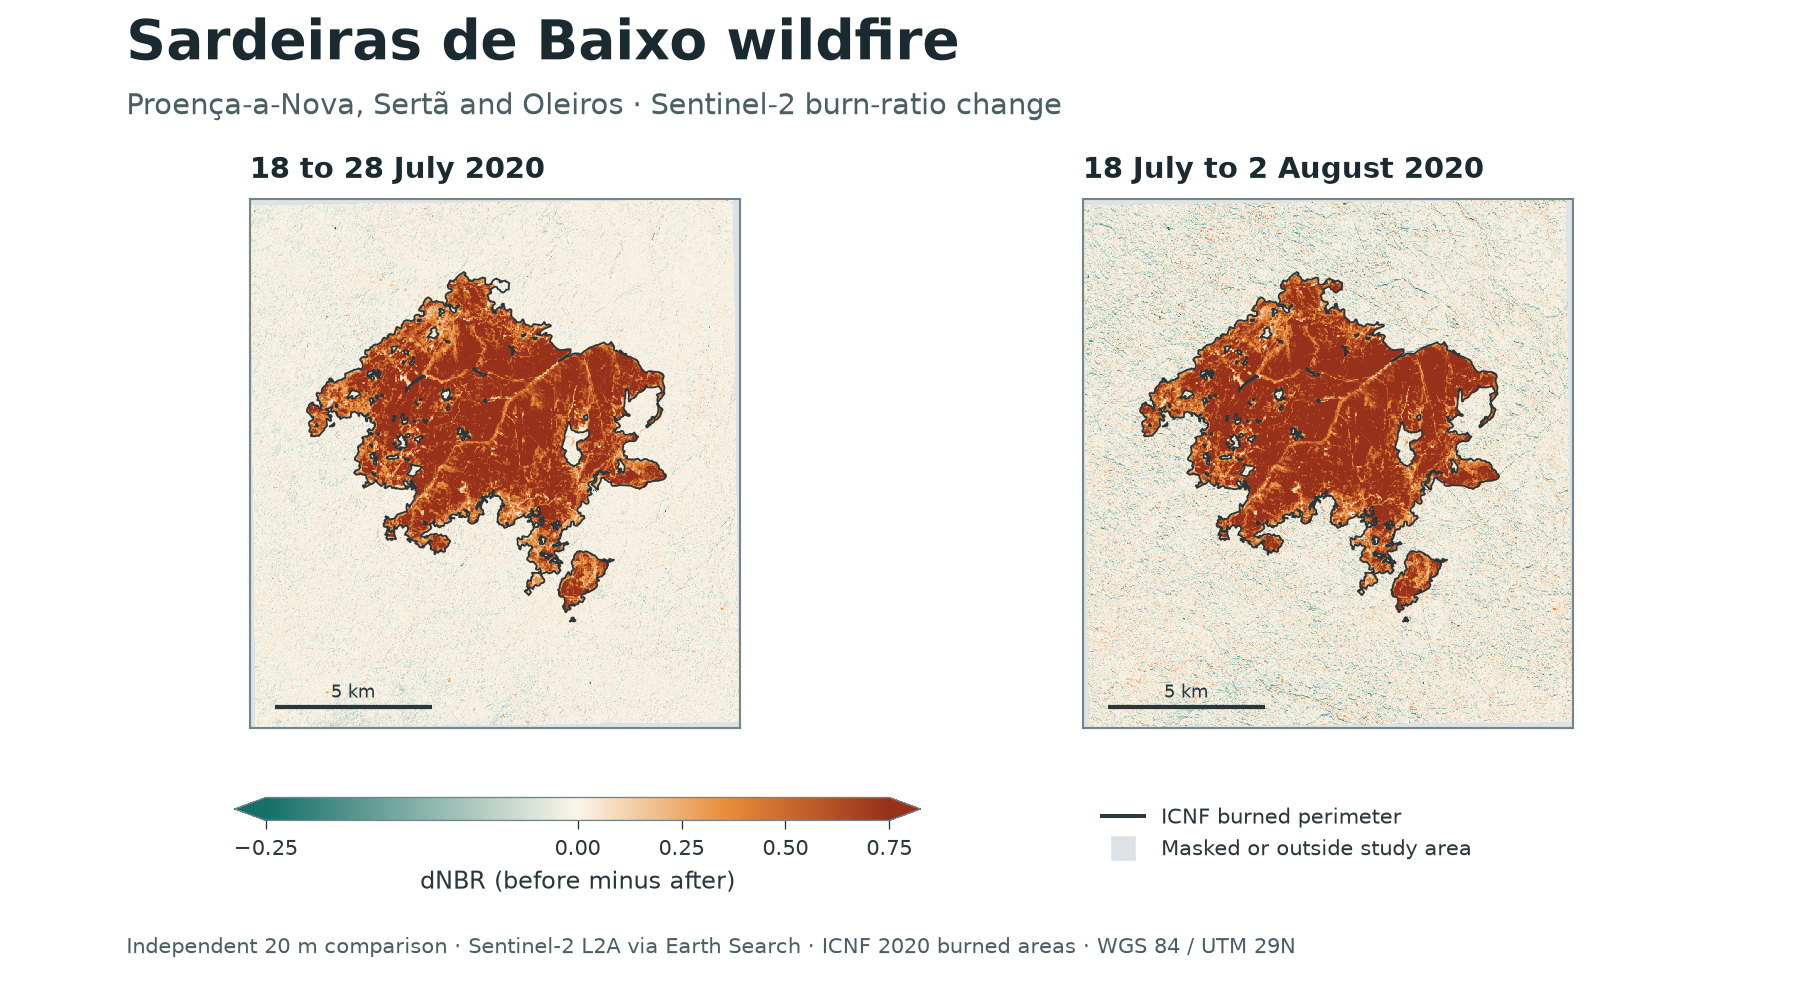 Sardeiras de Baixo wildfire
Proença-a-Nova, Sertã and Oleiros · Sentinel-2 burn-ratio change
18 to 28 July 2020
18 July to 2 August 2020
5 km
5 km
−0.25 0.00 0.25 0.50 0.75
dNBR (before minus after)
ICNF burned perimeter
Masked or outside study area
Independent 20 m comparison · Sentinel-2 L2A via Earth Search · ICNF 2020 burned areas · WGS 84 / UTM 29N